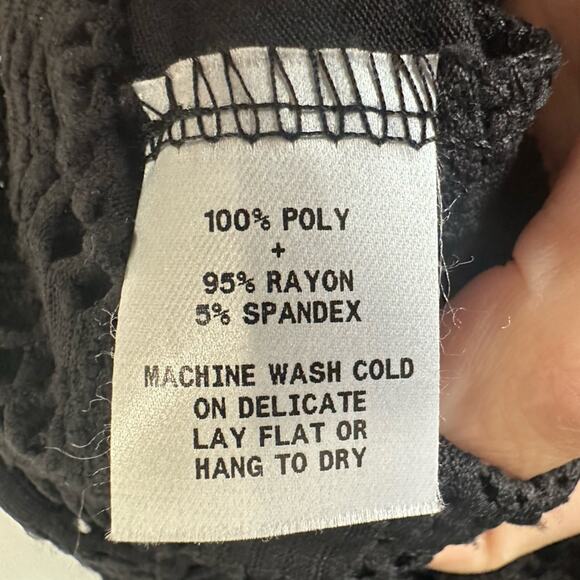 100% POLY
+
95% RAYON
5% SPANDEX
MACHINE WASH COLD
ON DELICATE
LAY FLAT OR
HANG TO DRY